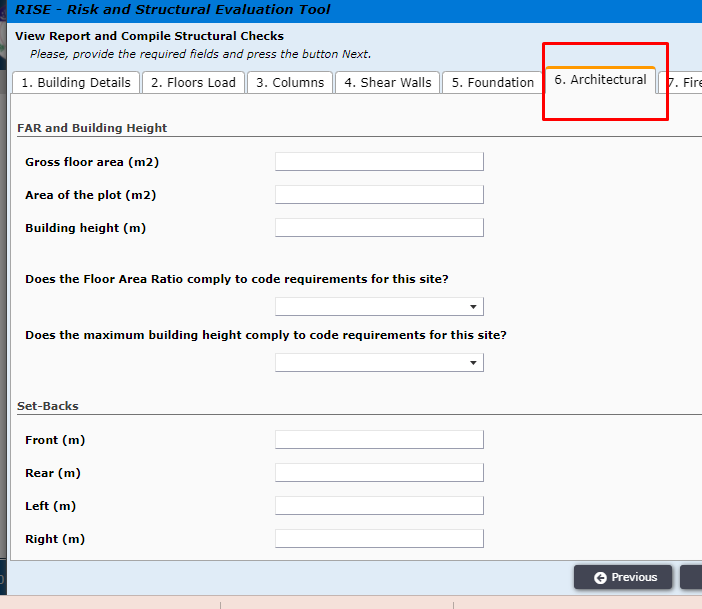 RISE - Risk and Structural Evaluation Tool
View Report and Compile Structural Checks
Please, provide the required fields and press the button Next.
1. Building Details 2. Floors Load 3. Columns 4. Shear Walls 5. Foundation 6. Architectural 7. Fire
FAR and Building Height
Gross floor area (m2)
Area of the plot (m2)
Building height (m)
Does the Floor Area Ratio comply to code requirements for this site?
Does the maximum building height comply to code requirements for this site?
Set-Backs
Front (m)
Rear (m)
Left (m)
Right (m)
Previous